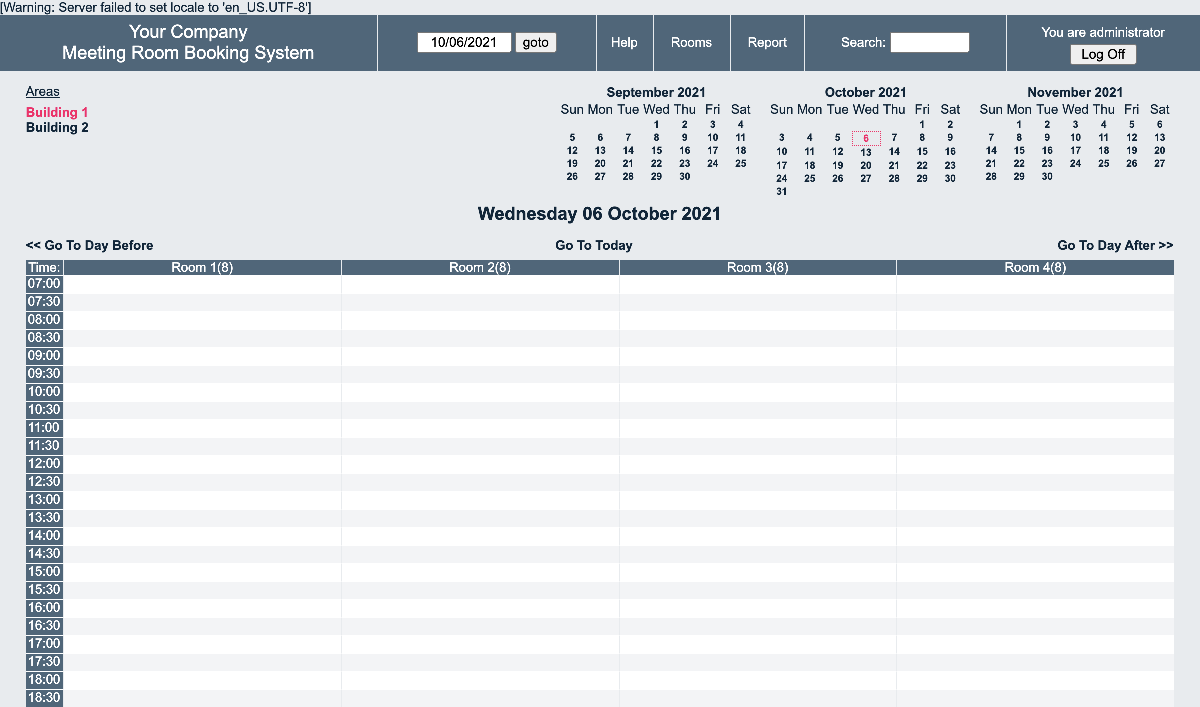 [Warning: Server failed to set locale to 'en_US.UTF-8']
Your Company
Meeting Room Booking System
10/06/2021 goto
Help
Rooms
Report
Search:
You are administrator
Log Off
Areas
Building 1
Building 2
September 2021
Sun Mon Tue Wed Thu Fri Sat
1 2 3 4
5 6 7 8 9 10 11
12 13 14 15 16 17 18
19 20 21 22 23 24 25
26 27 28 29 30
October 2021
Sun Mon Tue Wed Thu Fri Sat
1 2
3 4 5 6 7 8 9
10 11 12 13 14 15 16
17 18 19 20 21 22 23
24 25 26 27 28 29 30
31
November 2021
Sun Mon Tue Wed Thu Fri Sat
1 2 3 4 5 6
7 8 9 10 11 12 13
14 15 16 17 18 19 20
21 22 23 24 25 26 27
28 29 30
Wednesday 06 October 2021
<< Go To Day Before
Go To Today
Go To Day After >>
Time: Room 1(8) Room 2(8) Room 3(8) Room 4(8)
07:00
07:30
08:00
08:30
09:00
09:30
10:00
10:30
11:00
11:30
12:00
12:30
13:00
13:30
14:00
14:30
15:00
15:30
16:00
16:30
17:00
17:30
18:00
18:30